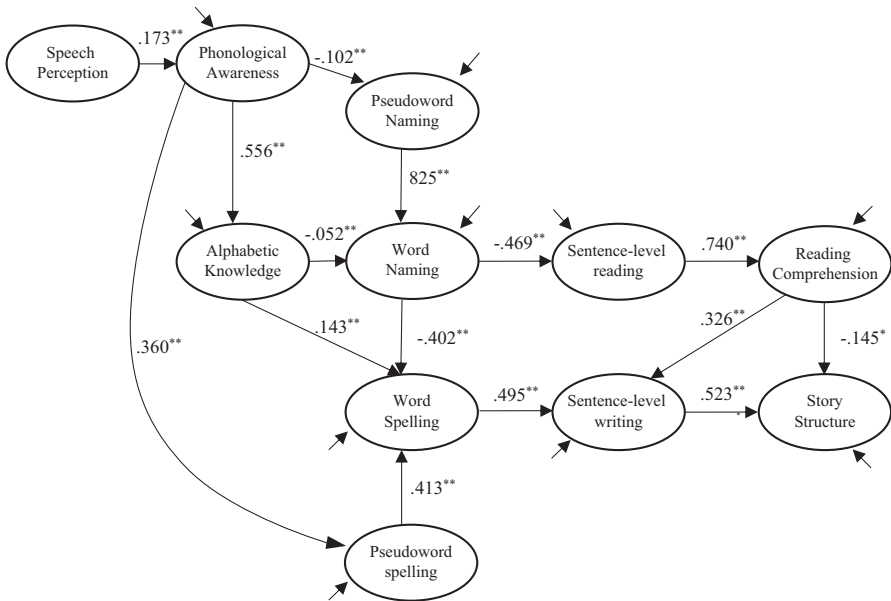 .173**
Speech
Perception
Phonological
Awareness
-.102**
Pseudoword
Naming
.556**
825**
Alphabetic
Knowledge
-.052**
Word
Naming
-.469**
Sentence-level
reading
.740**
Reading
Comprehension
.360**
.143**
-.402**
.326**
-.145*
Word
Spelling
.495**
Sentence-level
writing
.523**
Story
Structure
.413**
Pseudoword
spelling